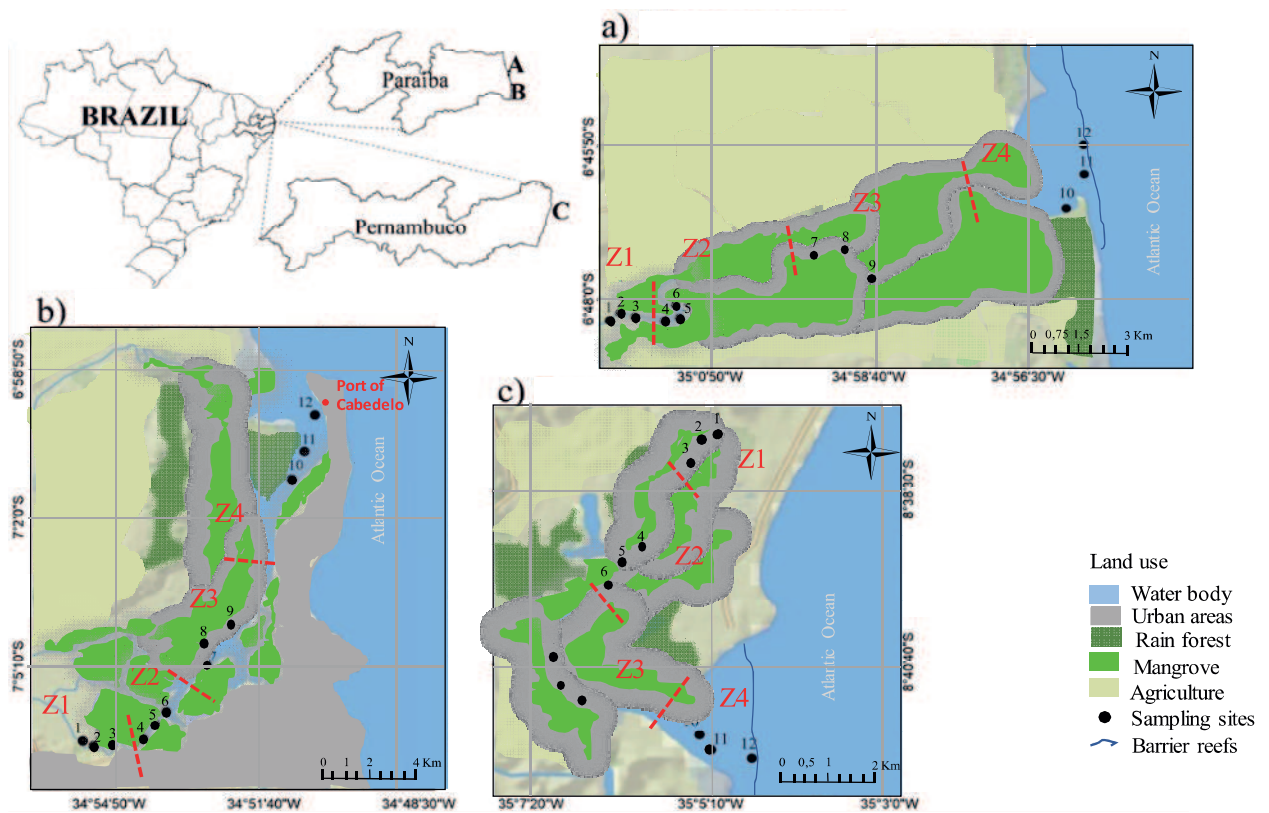 BRAZIL
Paraíba
A
B
Pernambuco
C
a)
N
6°45'50"S
6°48'0"S
Z1
Z2
Z3
Z4
1
2
3
4
5
6
7
8
9
10
11
12
Atlantic Ocean
0 0,75 1,5 3 Km
35°0'50"W
34°58'40"W
34°56'30"W
b)
N
6°58'50"S
7°2'0"S
7°5'10"S
Port of
Cabedelo
12
11
10
Atlantic Ocean
Z4
Z3
9
8
Z2
Z1
6
5
4
3
2
1
0 1 2 4 Km
34°54'50"W
34°51'40"W
34°48'30"W
c)
N
1
2
3
Z1
4
5
6
Z2
Z3
Z4
11
12
Atlantic Ocean
8°38'30"S
8°40'40"S
0 0,5 1 2 Km
35°7'20"W
35°5'10"W
35°3'0"W
Land use
Water body
Urban areas
Rain forest
Mangrove
Agriculture
Sampling sites
Barrier reefs